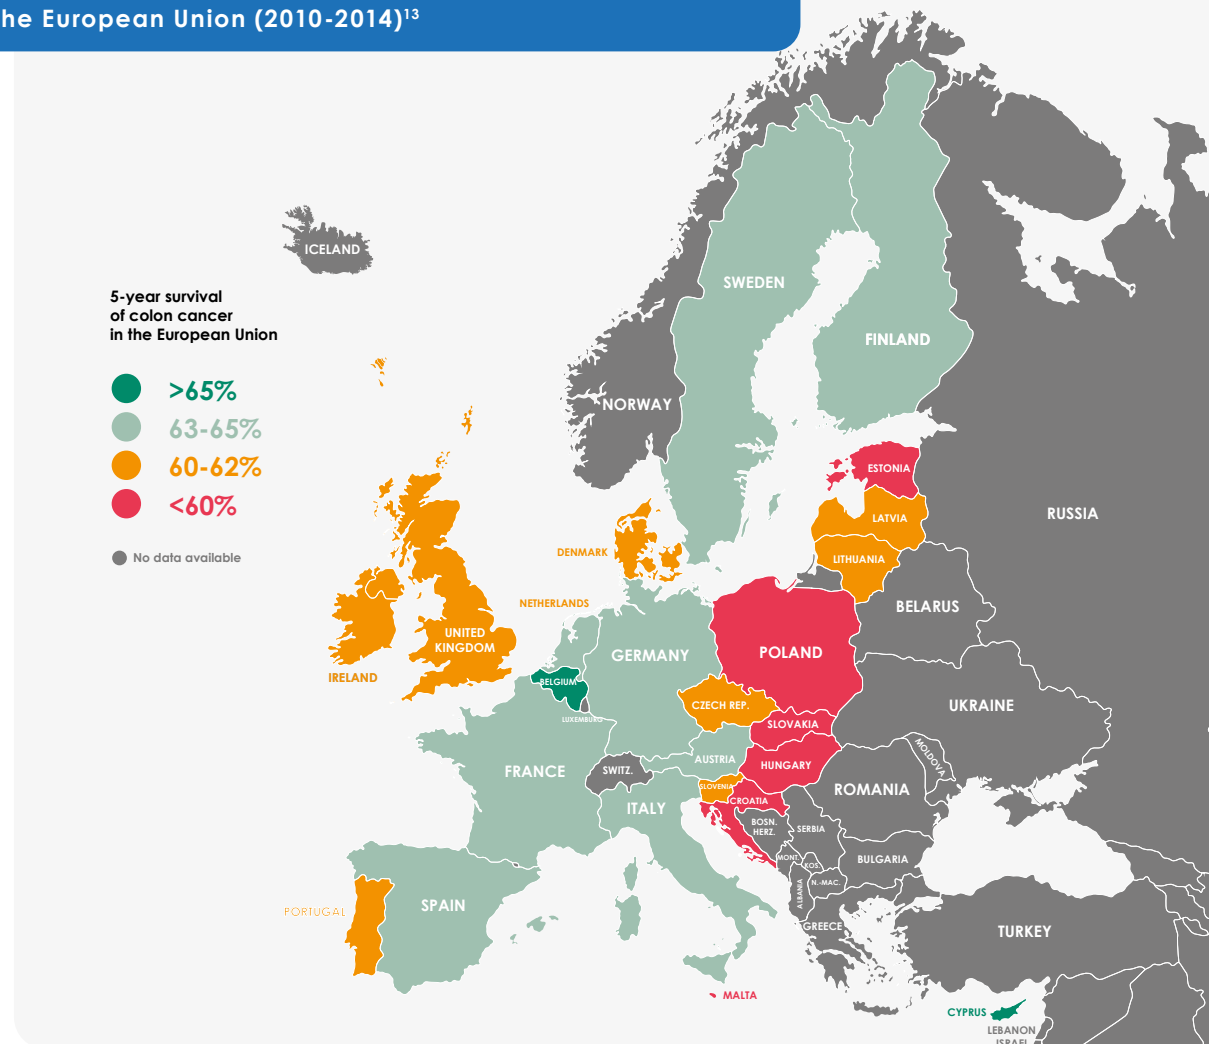 he European Union (2010-2014)¹³
ICELAND
5-year survival
of colon cancer
in the European Union
>65%
63-65%
60-62%
<60%
No data available
SWEDEN
FINLAND
NORWAY
ESTONIA
RUSSIA
LATVIA
DENMARK
LITHUANIA
NETHERLANDS
BELARUS
UNITED
KINGDOM
GERMANY
POLAND
IRELAND
BELGIUM
CZECH REP.
UKRAINE
LUXEMBURG
SLOVAKIA
MOLDOVA
AUSTRIA
FRANCE
SWITZ.
HUNGARY
SLOVENIA
ROMANIA
CROATIA
ITALY
BOSN.
HERZ.
SERBIA
MONT.
KOS.
BULGARIA
N.-MAC.
ALBANIA
PORTUGAL
SPAIN
GREECE
TURKEY
MALTA
CYPRUS
LEBANON
ISRAEL